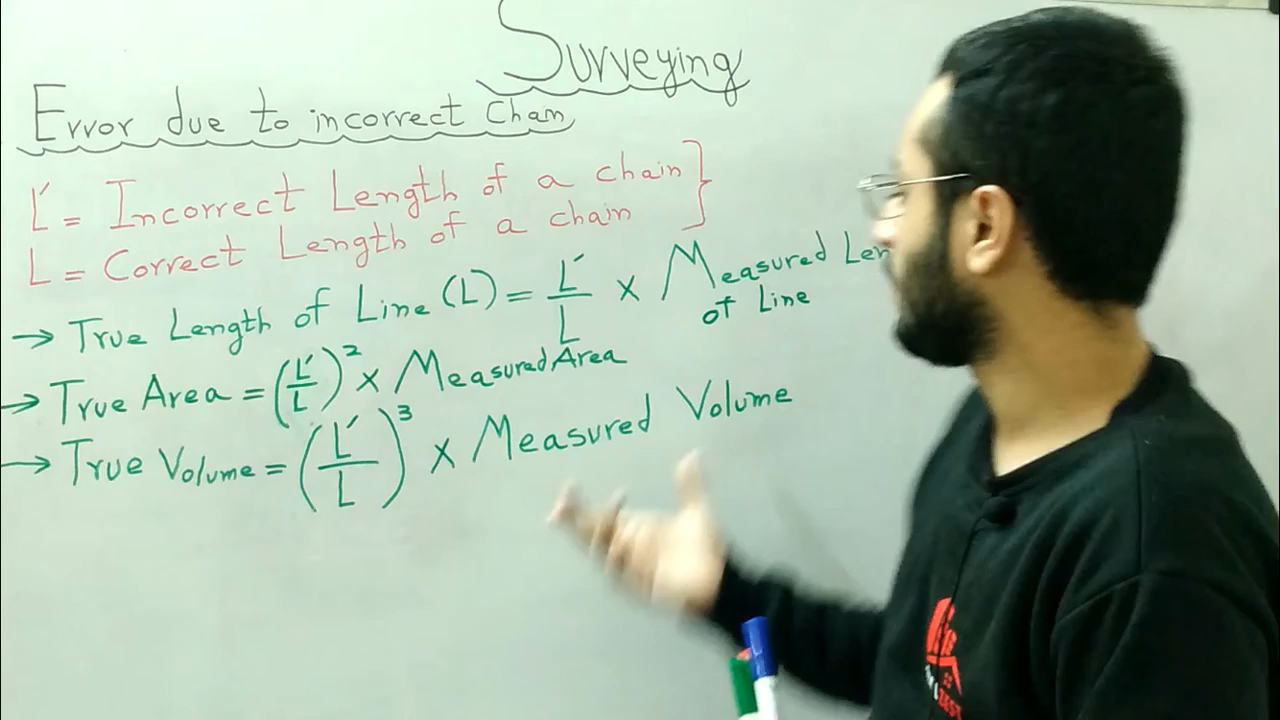 Surveying
Error due to incorrect Chain
L' = Incorrect Length of a chain }
L = Correct Length of a chain
→ True Length of Line (L) = L'/L × Measured Len
of Line
→ True Area = (L'/L)² × Measured Area
→ True Volume = (L'/L)³ × Measured Volume